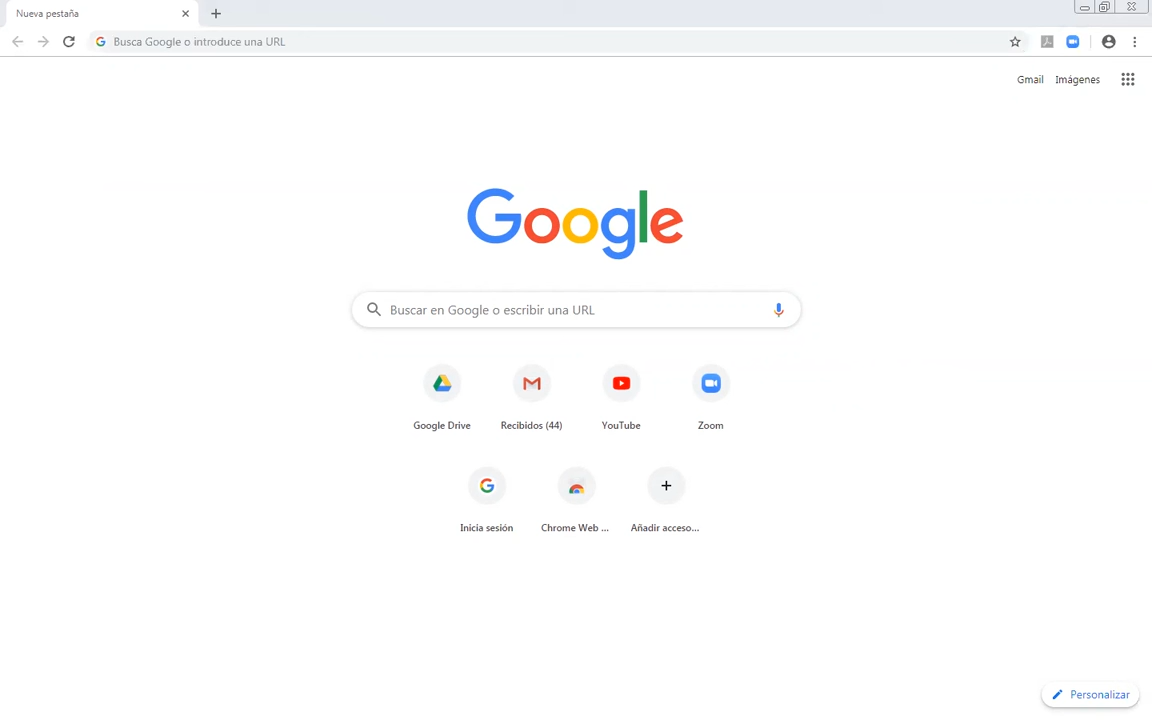 Nueva pestaña
Busca Google o introduce una URL
Gmail Imágenes
Google
Buscar en Google o escribir una URL
Google Drive Recibidos (44) YouTube Zoom
Inicia sesión Chrome Web ... Añadir acceso...
Personalizar